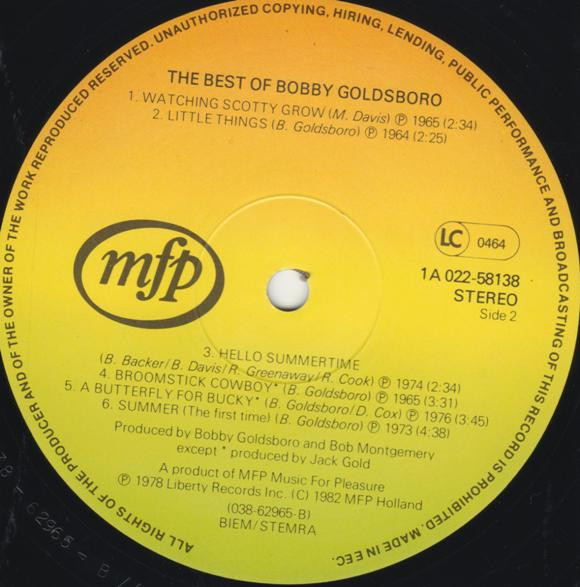 ALL RIGHTS OF THE PRODUCER AND OF THE OWNER OF THE WORK REPRODUCED RESERVED. UNAUTHORIZED COPYING, HIRING, LENDING, PUBLIC PERFORMANCE AND BROADCASTING OF THIS RECORD IS PROHIBITED. MADE IN EEC.
THE BEST OF BOBBY GOLDSBORO
1. WATCHING SCOTTY GROW (M. Davis) Ⓟ 1965 (2:34)
2. LITTLE THINGS (B. Goldsboro) Ⓟ 1964 (2:25)
mfp
LC 0464
1A 022-58138
STEREO
Side 2
3. HELLO SUMMERTIME
(B. Backer/B. Davis/R. Greenaway/R. Cook) Ⓟ 1974 (2:34)
4. BROOMSTICK COWBOY* (B. Goldsboro) Ⓟ 1965 (3:31)
5. A BUTTERFLY FOR BUCKY* (B. Goldsboro/D. Cox) Ⓟ 1976 (3:45)
6. SUMMER (The first time) (B. Goldsboro) Ⓟ 1973 (4:38)
Produced by Bobby Goldsboro and Bob Montgemery
except * produced by Jack Gold
A product of MFP Music For Pleasure
Ⓟ 1978 Liberty Records Inc. (C) 1982 MFP Holland
(038-62965-B)
BIEM/STEMRA
62965 - B